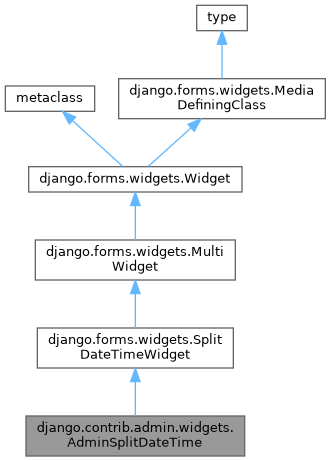 type
metaclass
django.forms.widgets.Media
DefiningClass
django.forms.widgets.Widget
django.forms.widgets.Multi
Widget
django.forms.widgets.Split
DateTimeWidget
django.contrib.admin.widgets.
AdminSplitDateTime